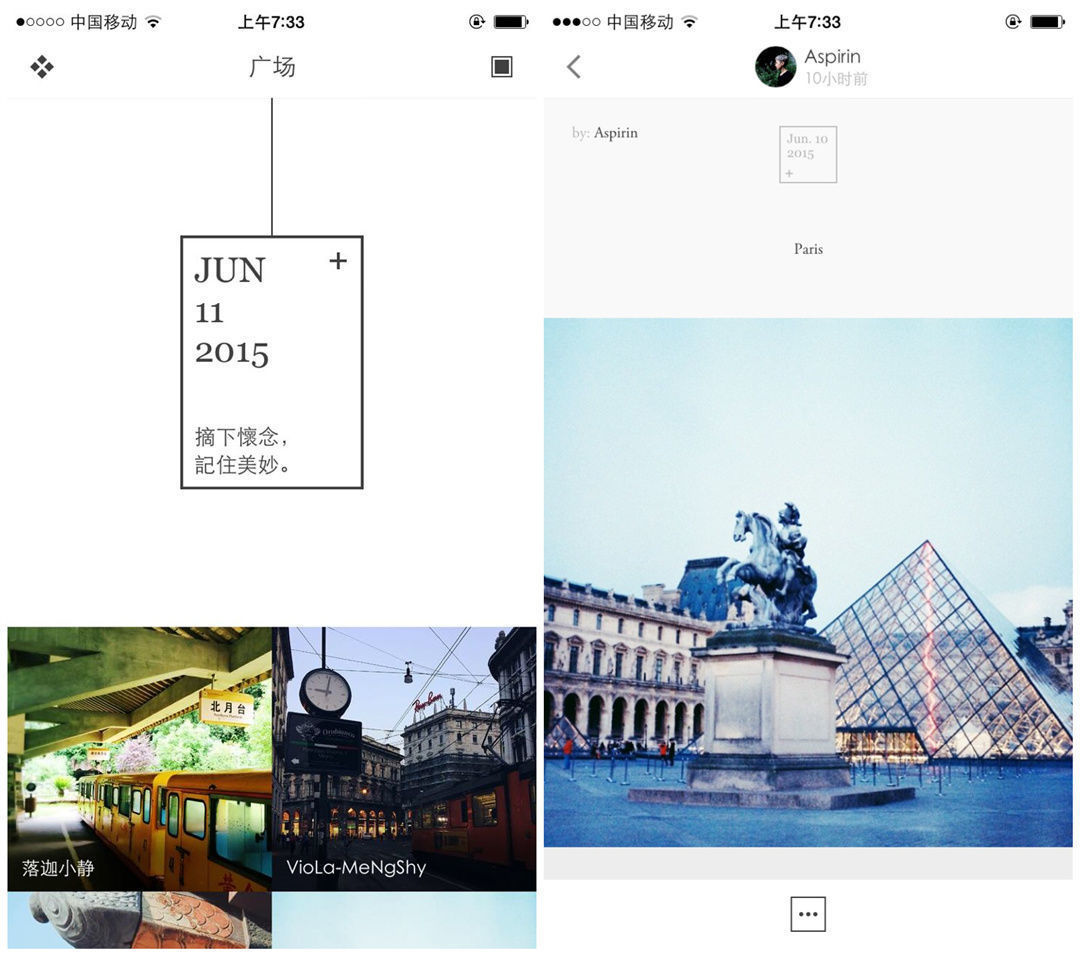 中国移动 上午7:33
广场
JUN +
11
2015
摘下懷念，
記住美妙。
北月台
落迦小静
VioLa-MeNgShy
中国移动 上午7:33
Aspirin
10小时前
by: Aspirin
Jun. 10
2015
+
Paris